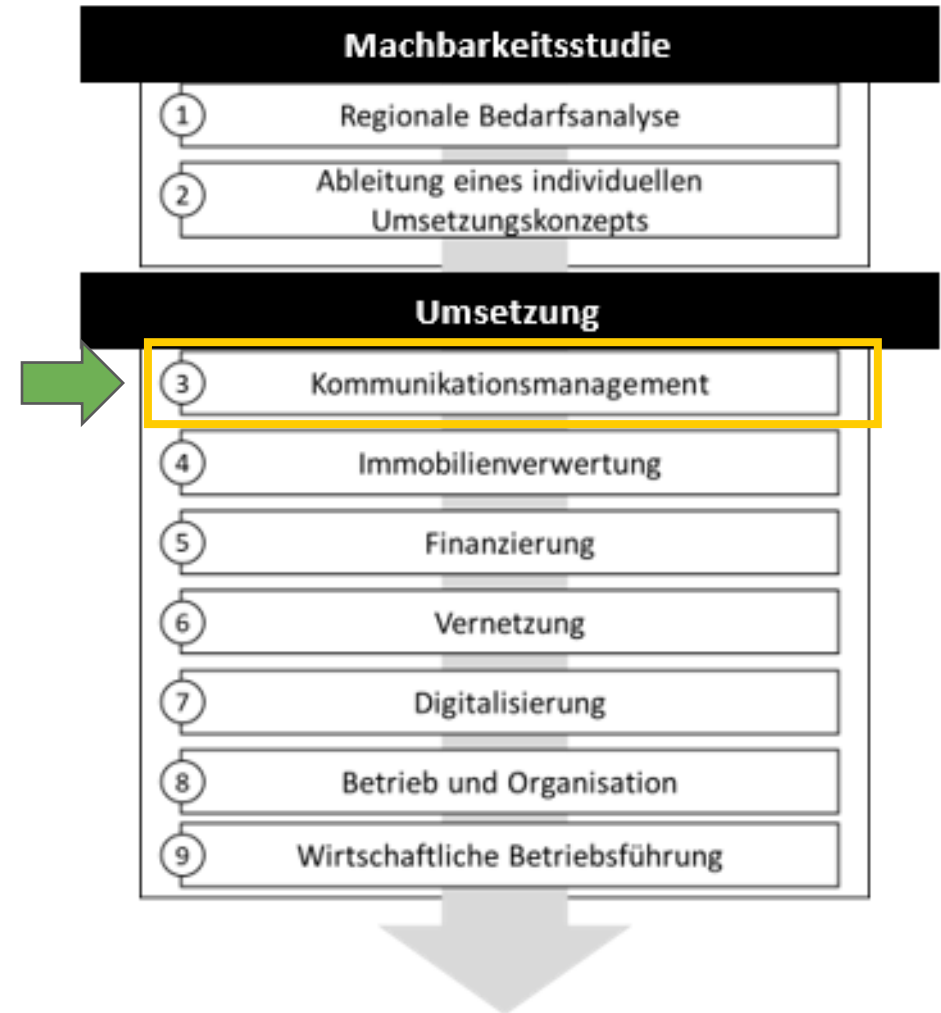 Machbarkeitsstudie
1 Regionale Bedarfsanalyse
2 Ableitung eines individuellen
Umsetzungskonzepts
Umsetzung
3 Kommunikationsmanagement
4 Immobilienverwertung
5 Finanzierung
6 Vernetzung
7 Digitalisierung
8 Betrieb und Organisation
9 Wirtschaftliche Betriebsführung